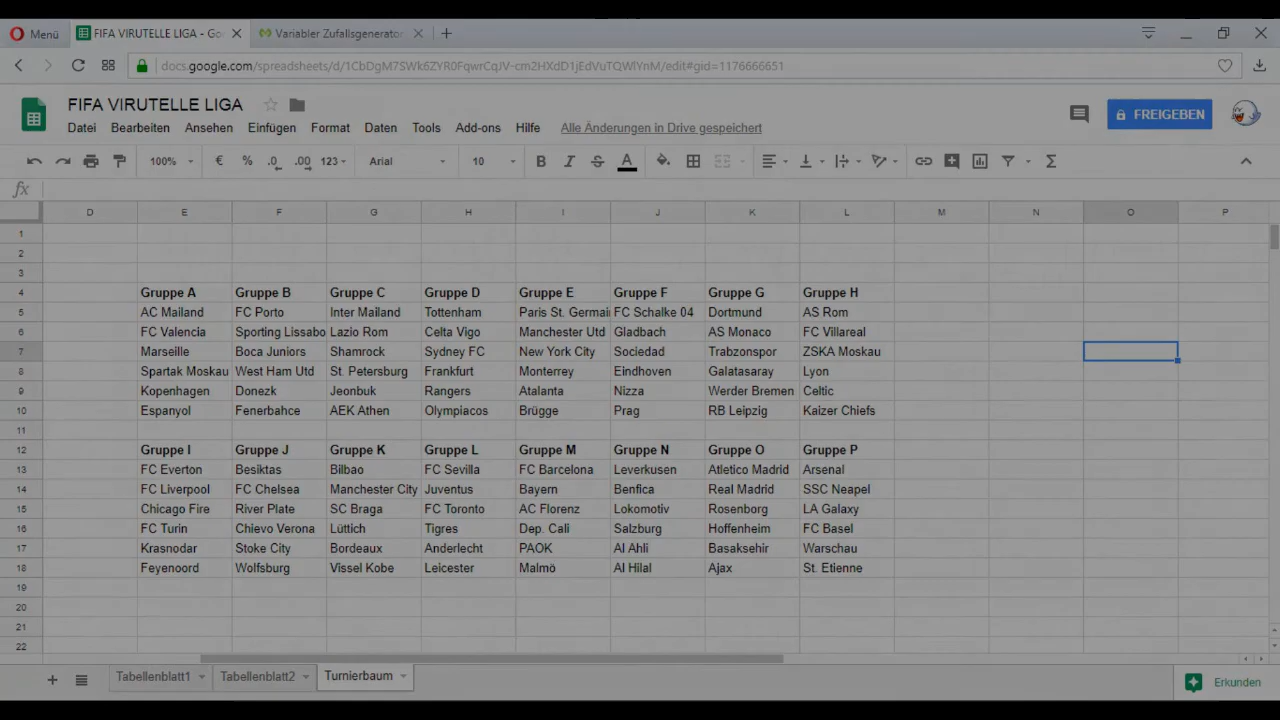 Menü FIFA VIRUTELLE LIGA - Go Variabler Zufallsgenerator
docs.google.com/spreadsheets/d/1CbDgM7SWk6ZYR0FqwrCqJV-cm2HXdD1jEdVuTQWlYnM/edit#gid=1176666651
FIFA VIRUTELLE LIGA
FREIGEBEN
Datei Bearbeiten Ansehen Einfügen Format Daten Tools Add-ons Hilfe Alle Änderungen in Drive gespeichert
100% € % .0 .00 123 Arial 10 B I S A Σ
fx
D E F G H I J K L M N O P
1
2
3
4 Gruppe A Gruppe B Gruppe C Gruppe D Gruppe E Gruppe F Gruppe G Gruppe H
5 AC Mailand FC Porto Inter Mailand Tottenham Paris St. Germai FC Schalke 04 Dortmund AS Rom
6 FC Valencia Sporting Lissabo Lazio Rom Celta Vigo Manchester Utd Gladbach AS Monaco FC Villareal
7 Marseille Boca Juniors Shamrock Sydney FC New York City Sociedad Trabzonspor ZSKA Moskau
8 Spartak Moskau West Ham Utd St. Petersburg Frankfurt Monterrey Eindhoven Galatasaray Lyon
9 Kopenhagen Donezk Jeonbuk Rangers Atalanta Nizza Werder Bremen Celtic
10 Espanyol Fenerbahce AEK Athen Olympiacos Brügge Prag RB Leipzig Kaizer Chiefs
11
12 Gruppe I Gruppe J Gruppe K Gruppe L Gruppe M Gruppe N Gruppe O Gruppe P
13 FC Everton Besiktas Bilbao FC Sevilla FC Barcelona Leverkusen Atletico Madrid Arsenal
14 FC Liverpool FC Chelsea Manchester City Juventus Bayern Benfica Real Madrid SSC Neapel
15 Chicago Fire River Plate SC Braga FC Toronto AC Florenz Lokomotiv Rosenborg LA Galaxy
16 FC Turin Chievo Verona Lüttich Tigres Dep. Cali Salzburg Hoffenheim FC Basel
17 Krasnodar Stoke City Bordeaux Anderlecht PAOK Al Ahli Basaksehir Warschau
18 Feyenoord Wolfsburg Vissel Kobe Leicester Malmö Al Hilal Ajax St. Etienne
19
20
21
22
Tabellenblatt1 Tabellenblatt2 Turnierbaum Erkunden